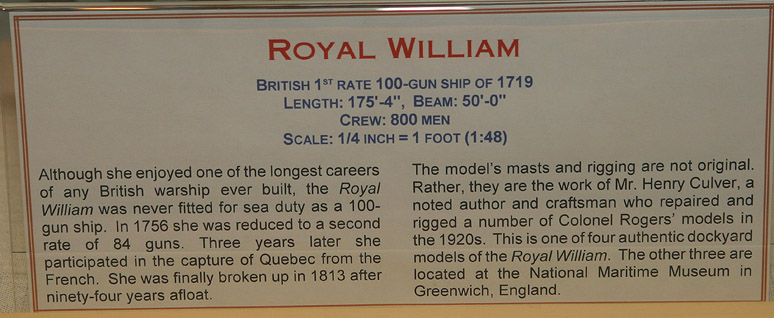 ROYAL WILLIAM
BRITISH 1ST RATE 100-GUN SHIP OF 1719
LENGTH: 175'-4", BEAM: 50'-0"
CREW: 800 MEN
SCALE: 1/4 INCH = 1 FOOT (1:48)
Although she enjoyed one of the longest careers
of any British warship ever built, the Royal
William was never fitted for sea duty as a 100-
gun ship. In 1756 she was reduced to a second
rate of 84 guns. Three years later she
participated in the capture of Quebec from the
French. She was finally broken up in 1813 after
ninety-four years afloat.
The model's masts and rigging are not original.
Rather, they are the work of Mr. Henry Culver, a
noted author and craftsman who repaired and
rigged a number of Colonel Rogers' models in
the 1920s. This is one of four authentic dockyard
models of the Royal William. The other three are
located at the National Maritime Museum in
Greenwich, England.